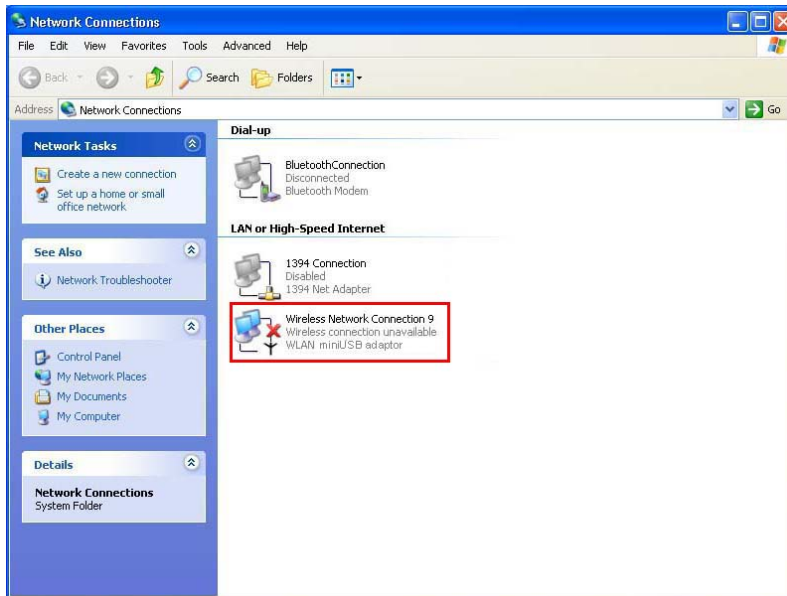 Network Connections
File Edit View Favorites Tools Advanced Help
Back Search Folders
Address Network Connections Go
Network Tasks
Create a new connection
Set up a home or small
office network
See Also
Network Troubleshooter
Other Places
Control Panel
My Network Places
My Documents
My Computer
Details
Network Connections
System Folder
Dial-up
BluetoothConnection
Disconnected
Bluetooth Modem
LAN or High-Speed Internet
1394 Connection
Disabled
1394 Net Adapter
Wireless Network Connection 9
Wireless connection unavailable
WLAN miniUSB adaptor